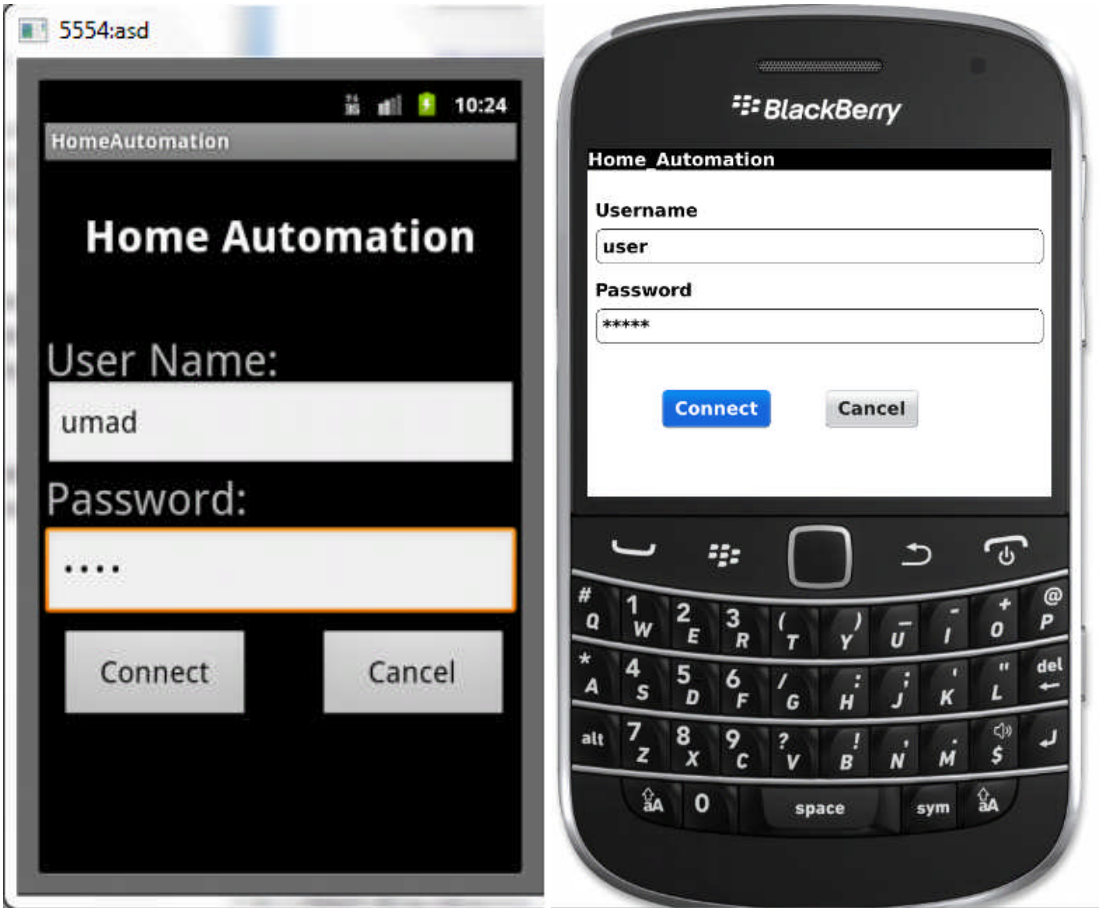 5554:asd
3G 10:24
HomeAutomation
Home Automation
User Name:
umad
Password:
....
Connect Cancel
BlackBerry
Home_Automation
Username
user
Password
*****
Connect Cancel
# Q 1 W 2 E 3 R ( T ) Y _ U - I + O @ P
* A 4 S 5 D 6 F / G : H ; J ' K " L del
alt 7 Z 8 X 9 C ? V ! B , N . M $
aA 0 space sym aA